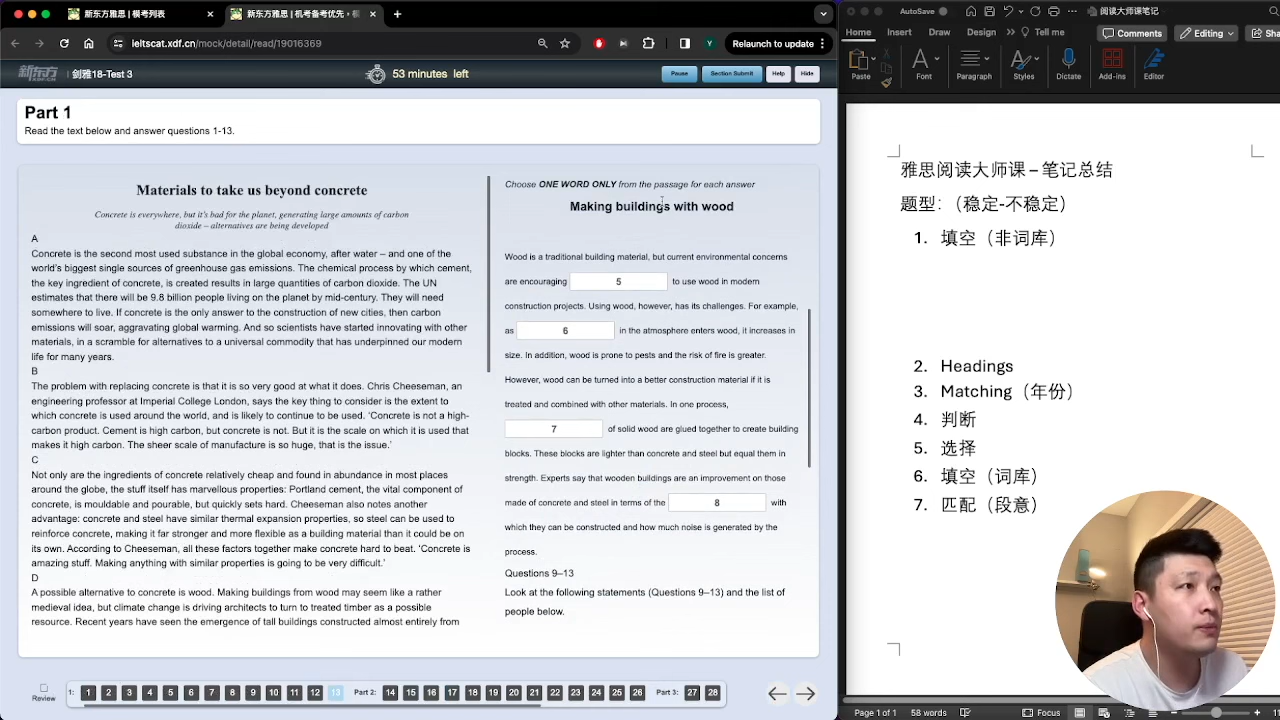 新东方雅思 | 模考列表
新东方雅思 | 模考备考优先 •
ieltscat.xdf.cn/mock/detail/read/19016369
Y
Relaunch to update
新东方
剑雅18-Test 3
53 minutes left
Pause
Section Submit
Help
Hide
Part 1
Read the text below and answer questions 1-13.
Materials to take us beyond concrete
Concrete is everywhere, but it's bad for the planet, generating large amounts of carbon
dioxide – alternatives are being developed
A
Concrete is the second most used substance in the global economy, after water – and one of the
world's biggest single sources of greenhouse gas emissions. The chemical process by which cement,
the key ingredient of concrete, is created results in large quantities of carbon dioxide. The UN
estimates that there will be 9.8 billion people living on the planet by mid-century. They will need
somewhere to live. If concrete is the only answer to the construction of new cities, then carbon
emissions will soar, aggravating global warming. And so scientists have started innovating with other
materials, in a scramble for alternatives to a universal commodity that has underpinned our modern
life for many years.
B
The problem with replacing concrete is that it is so very good at what it does. Chris Cheeseman, an
engineering professor at Imperial College London, says the key thing to consider is the extent to
which concrete is used around the world, and is likely to continue to be used. 'Concrete is not a high-
carbon product. Cement is high carbon, but concrete is not. But it is the scale on which it is used that
makes it high carbon. The sheer scale of manufacture is so huge, that is the issue.'
C
Not only are the ingredients of concrete relatively cheap and found in abundance in most places
around the globe, the stuff itself has marvellous properties: Portland cement, the vital component of
concrete, is mouldable and pourable, but quickly sets hard. Cheeseman also notes another
advantage: concrete and steel have similar thermal expansion properties, so steel can be used to
reinforce concrete, making it far stronger and more flexible as a building material than it could be on
its own. According to Cheeseman, all these factors together make concrete hard to beat. 'Concrete is
amazing stuff. Making anything with similar properties is going to be very difficult.'
D
A possible alternative to concrete is wood. Making buildings from wood may seem like a rather
medieval idea, but climate change is driving architects to turn to treated timber as a possible
resource. Recent years have seen the emergence of tall buildings constructed almost entirely from
Choose ONE WORD ONLY from the passage for each answer
Making buildings with wood
Wood is a traditional building material, but current environmental concerns
are encouraging 5 to use wood in modern
construction projects. Using wood, however, has its challenges. For example,
as 6 in the atmosphere enters wood, it increases in
size. In addition, wood is prone to pests and the risk of fire is greater.
However, wood can be turned into a better construction material if it is
treated and combined with other materials. In one process,
7 of solid wood are glued together to create building
blocks. These blocks are lighter than concrete and steel but equal them in
strength. Experts say that wooden buildings are an improvement on those
made of concrete and steel in terms of the 8 with
which they can be constructed and how much noise is generated by the
process.
Questions 9–13
Look at the following statements (Questions 9–13) and the list of
people below.
Review
1: 1 2 3 4 5 6 7 8 9 10 11 12 13 Part 2: 14 15 16 17 18 19 20 21 22 23 24 25 26 Part 3: 27 28
AutoSave
阅读大师课笔记
Home
Insert
Draw
Design
Tell me
Comments
Editing
Sha
Paste
Font
Paragraph
Styles
Dictate
Add-ins
Editor
雅思阅读大师课 – 笔记总结
题型：（稳定-不稳定）
1. 填空（非词库）
2. Headings
3. Matching（年份）
4. 判断
5. 选择
6. 填空（词库）
7. 匹配（段意）
Page 1 of 1
58 words
Focus